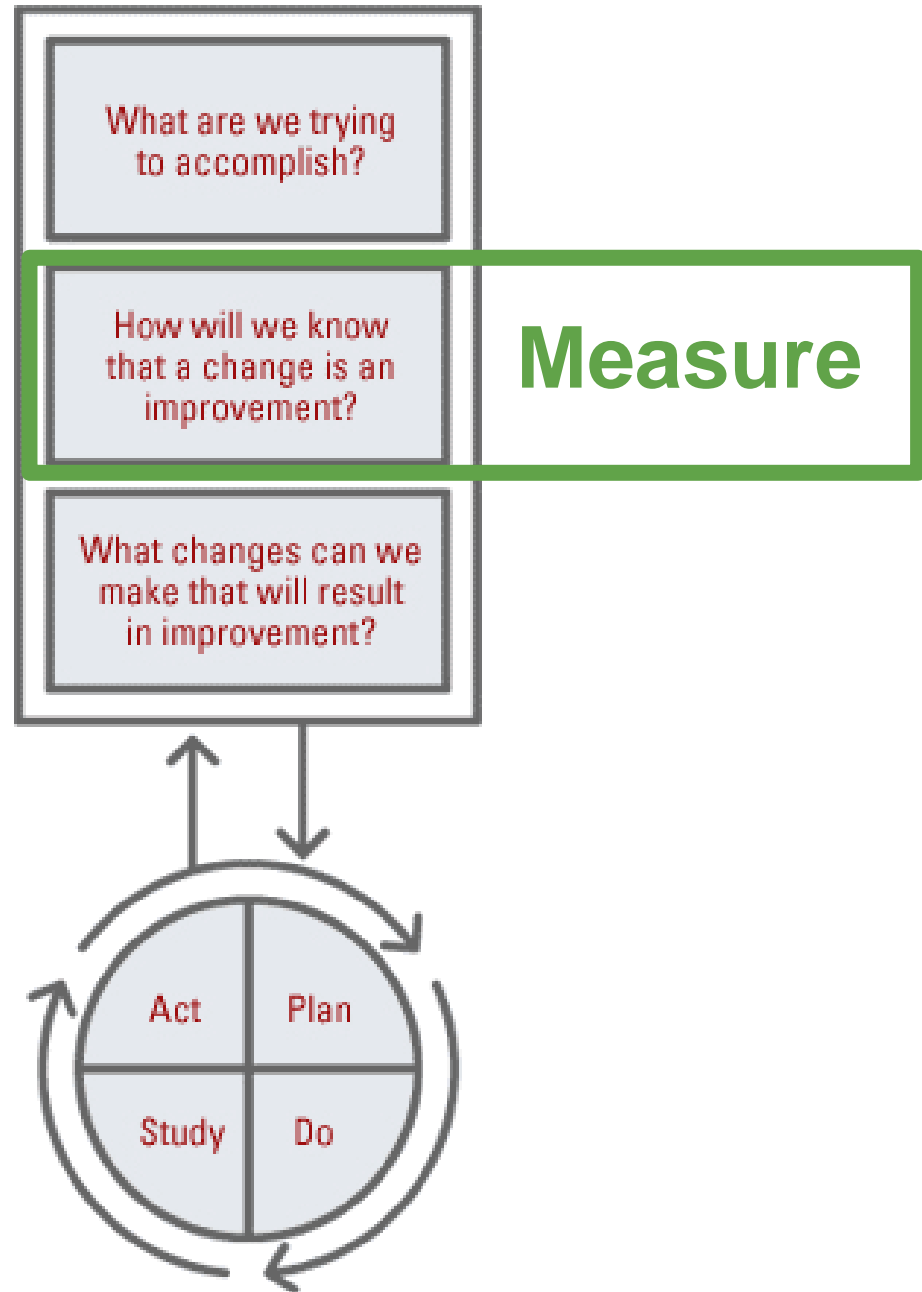 What are we trying
to accomplish?
How will we know
that a change is an
improvement?
Measure
What changes can we
make that will result
in improvement?
Act
Plan
Study
Do